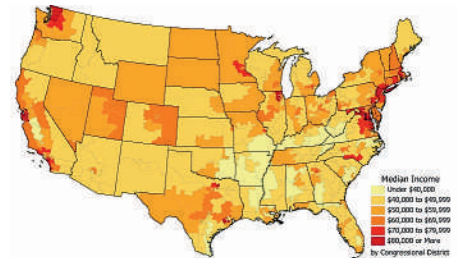 Median Income
Under $40,000
$40,000 to $49,999
$50,000 to $59,999
$60,000 to $69,999
$70,000 to $79,999
$80,000 or More
by Congressional District